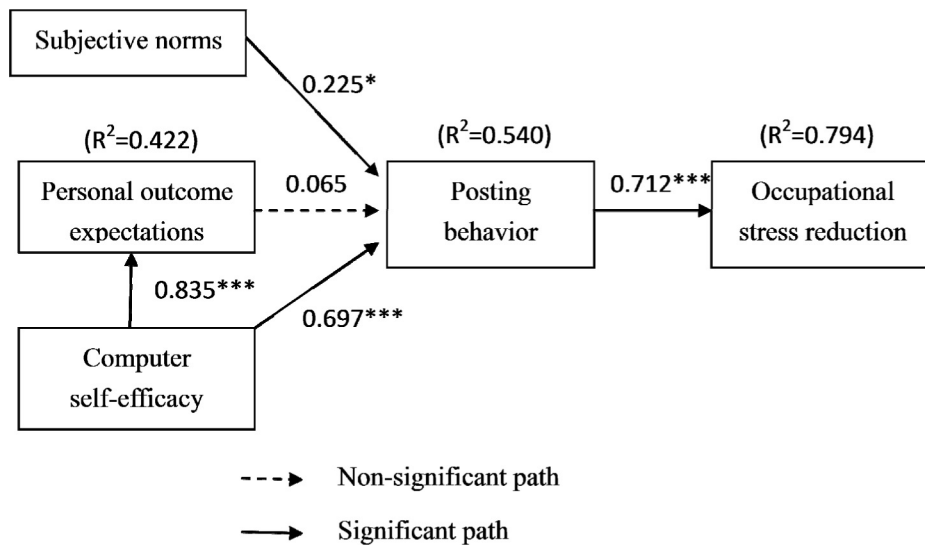 Subjective norms
0.225*
(R²=0.422)
(R²=0.540)
(R²=0.794)
Personal outcome
expectations
0.065
Posting
behavior
0.712***
Occupational
stress reduction
0.835***
0.697***
Computer
self-efficacy
Non-significant path
Significant path